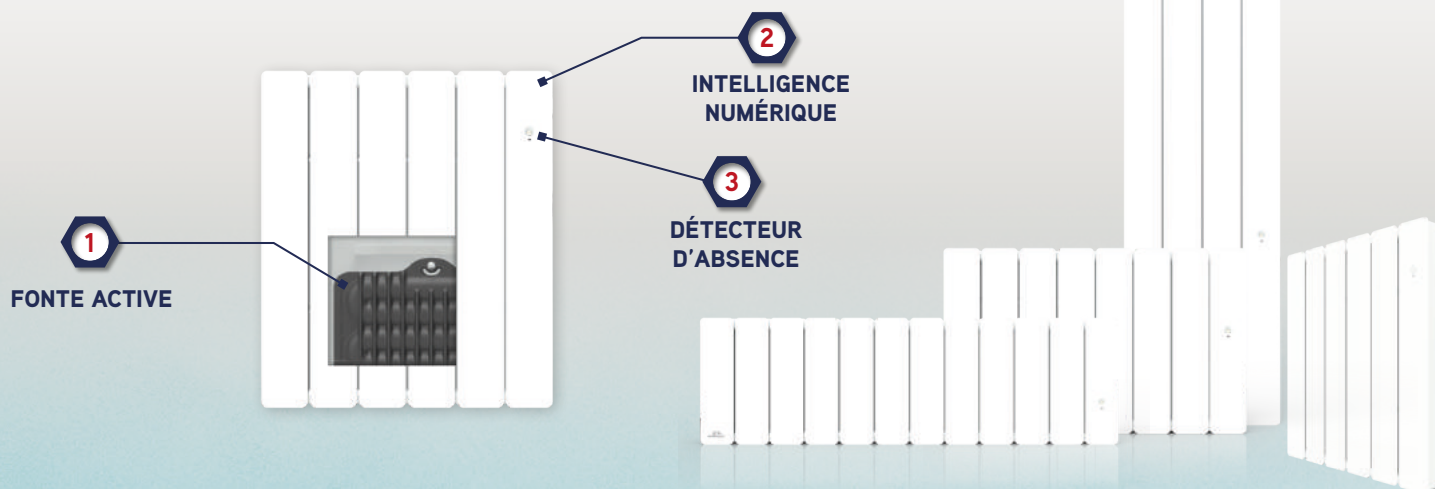 2
INTELLIGENCE
NUMÉRIQUE
3
DÉTECTEUR
D'ABSENCE
1
FONTE ACTIVE